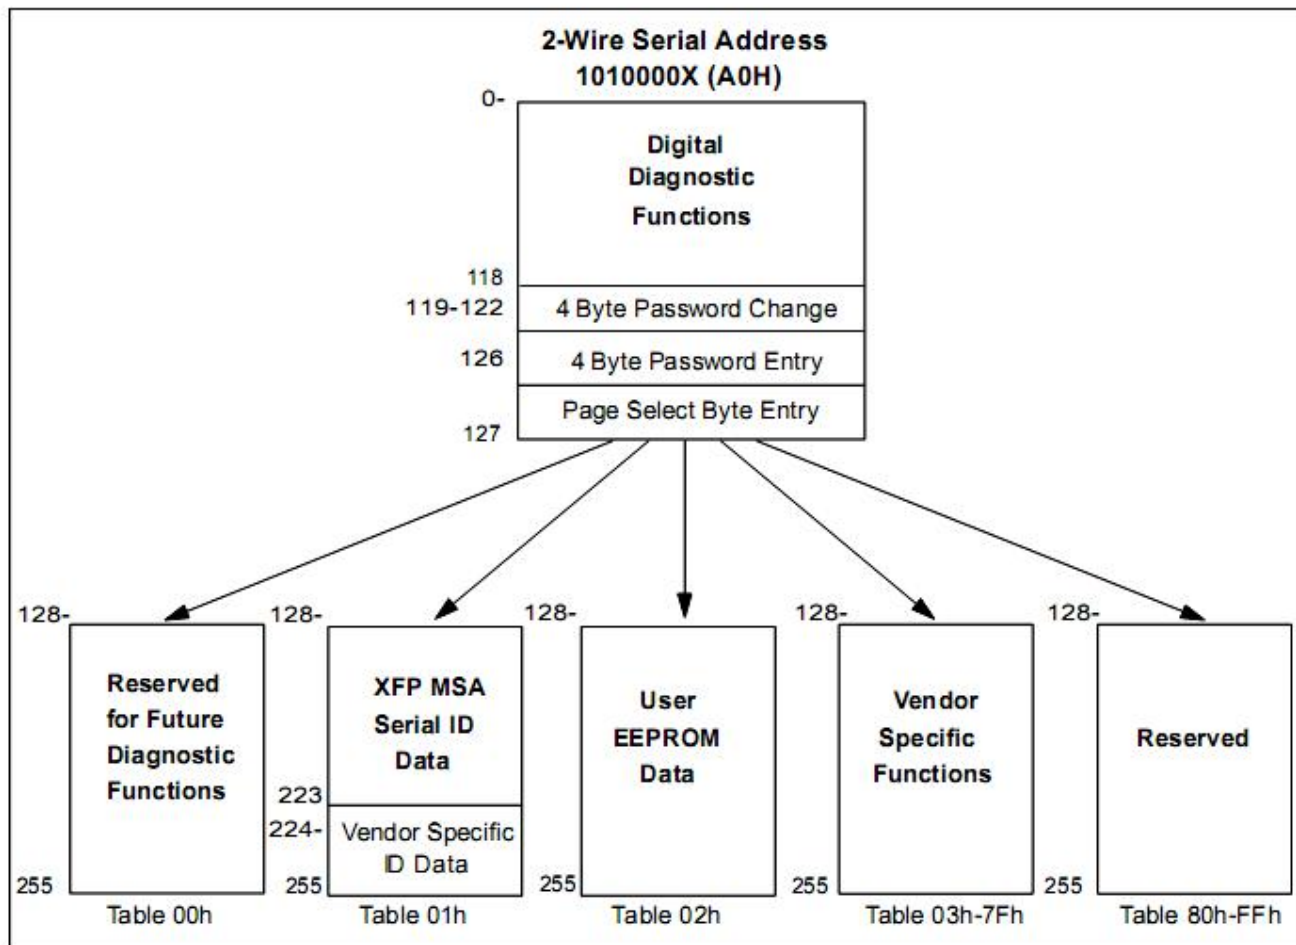 2-Wire Serial Address
1010000X (A0H)
0-
Digital
Diagnostic
Functions
118
119-122
4 Byte Password Change
126
4 Byte Password Entry
Page Select Byte Entry
127
128-
Reserved
for Future
Diagnostic
Functions
255
Table 00h
128-
XFP MSA
Serial ID
Data
223
224-
Vendor Specific
ID Data
255
Table 01h
128-
User
EEPROM
Data
255
Table 02h
128-
Vendor
Specific
Functions
255
Table 03h-7Fh
128-
Reserved
255
Table 80h-FFh